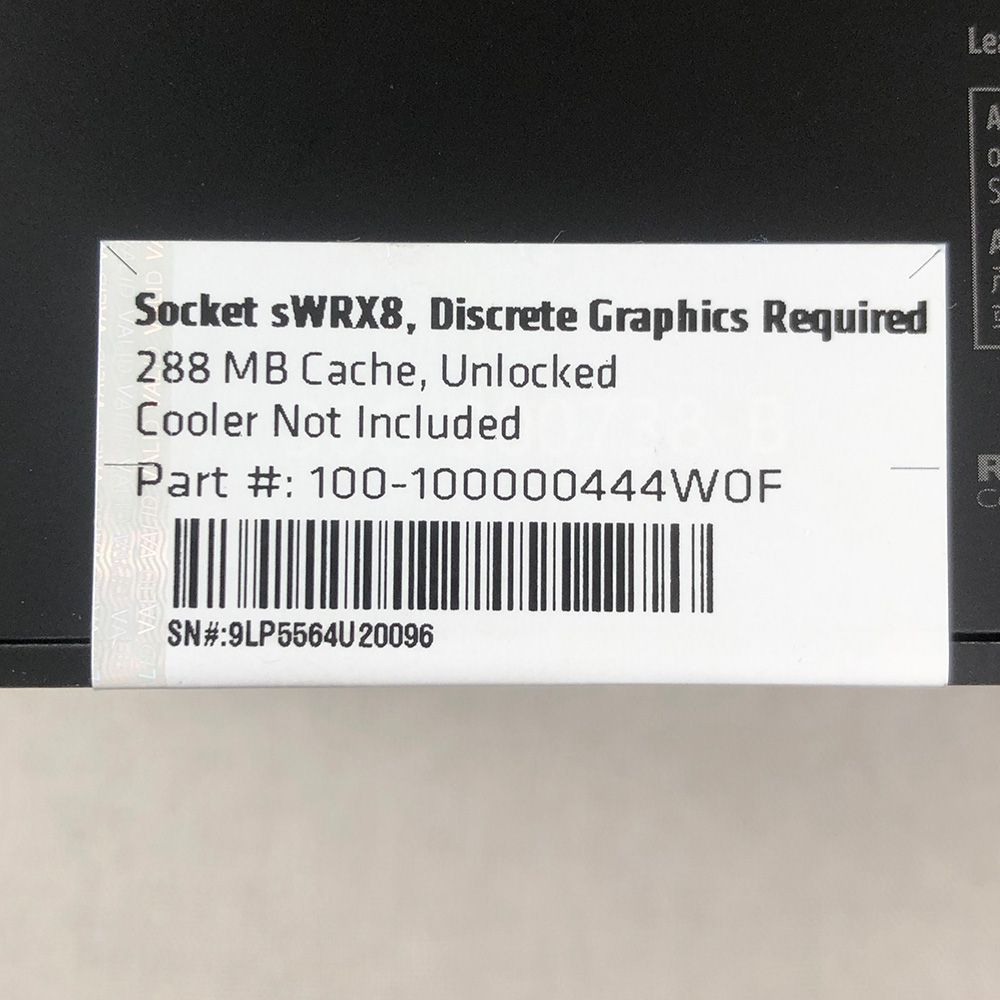 Socket sWRX8, Discrete Graphics Required
288 MB Cache, Unlocked
Cooler Not Included
Part #: 100-100000444WOF
SN#:9LP5564U20096